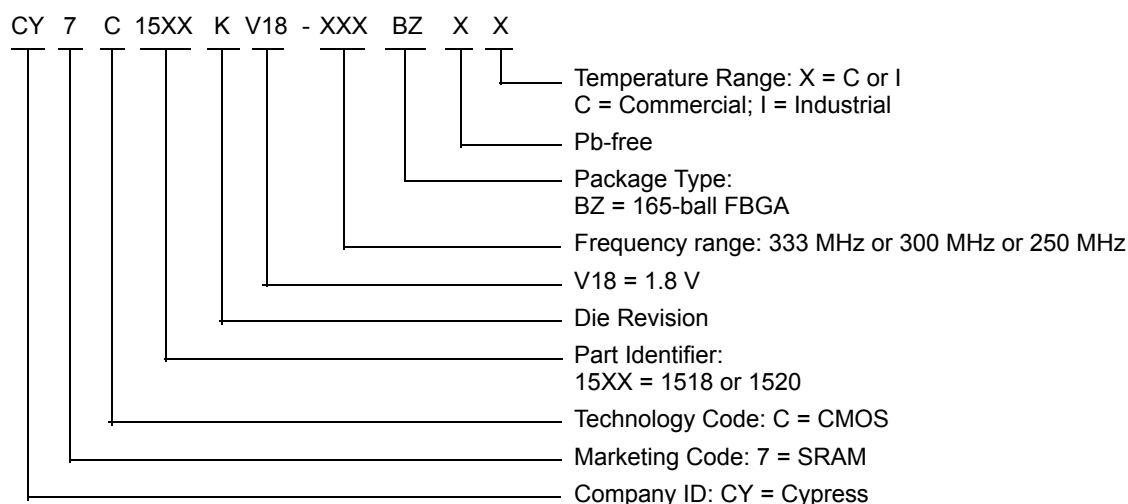 CY 7 C 15XX K V18 - XXX BZ X X
Temperature Range: X = C or I
C = Commercial; I = Industrial
Pb-free
Package Type:
BZ = 165-ball FBGA
Frequency range: 333 MHz or 300 MHz or 250 MHz
V18 = 1.8 V
Die Revision
Part Identifier:
15XX = 1518 or 1520
Technology Code: C = CMOS
Marketing Code: 7 = SRAM
Company ID: CY = Cypress